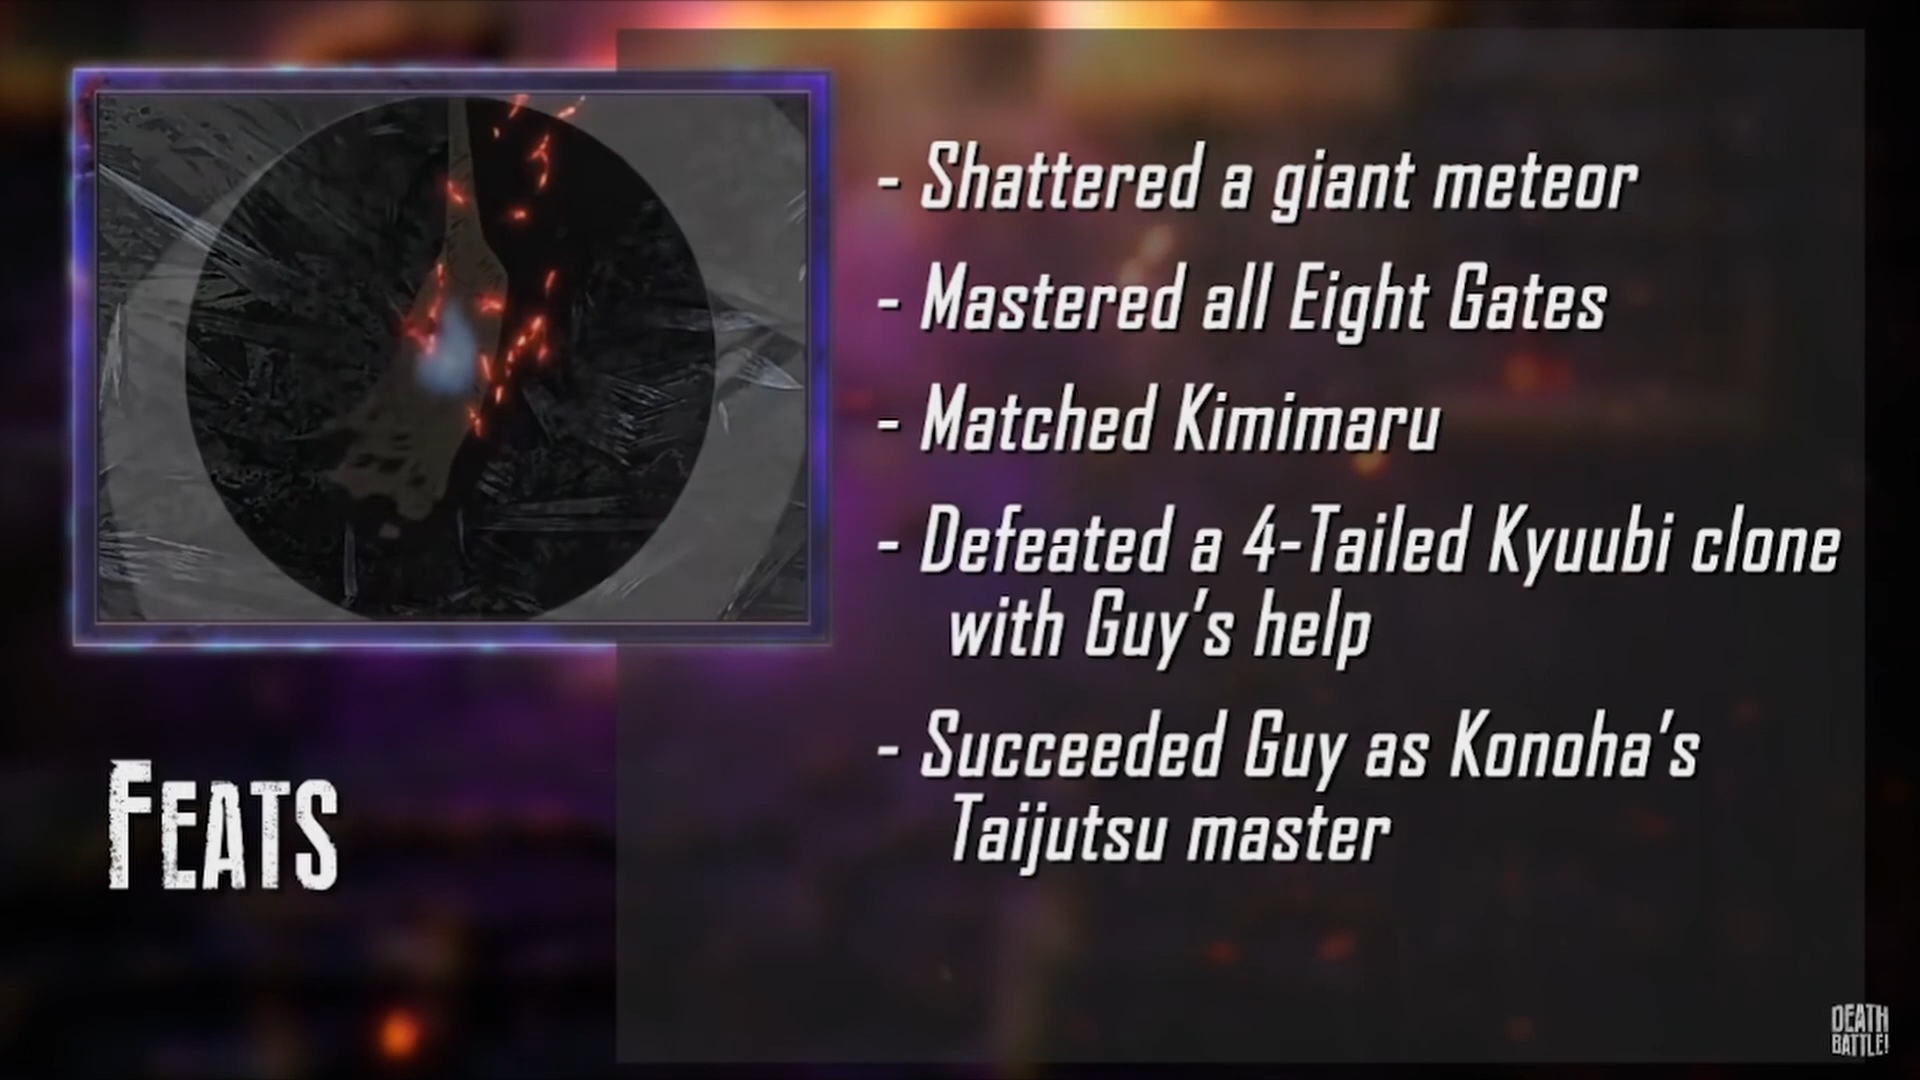 - Shattered a giant meteor
- Mastered all Eight Gates
- Matched Kimimaru
- Defeated a 4-Tailed Kyuubi clone
with Guy's help
- Succeeded Guy as Konoha's
Taijutsu master
FEATS
DEATH
BATTLE!